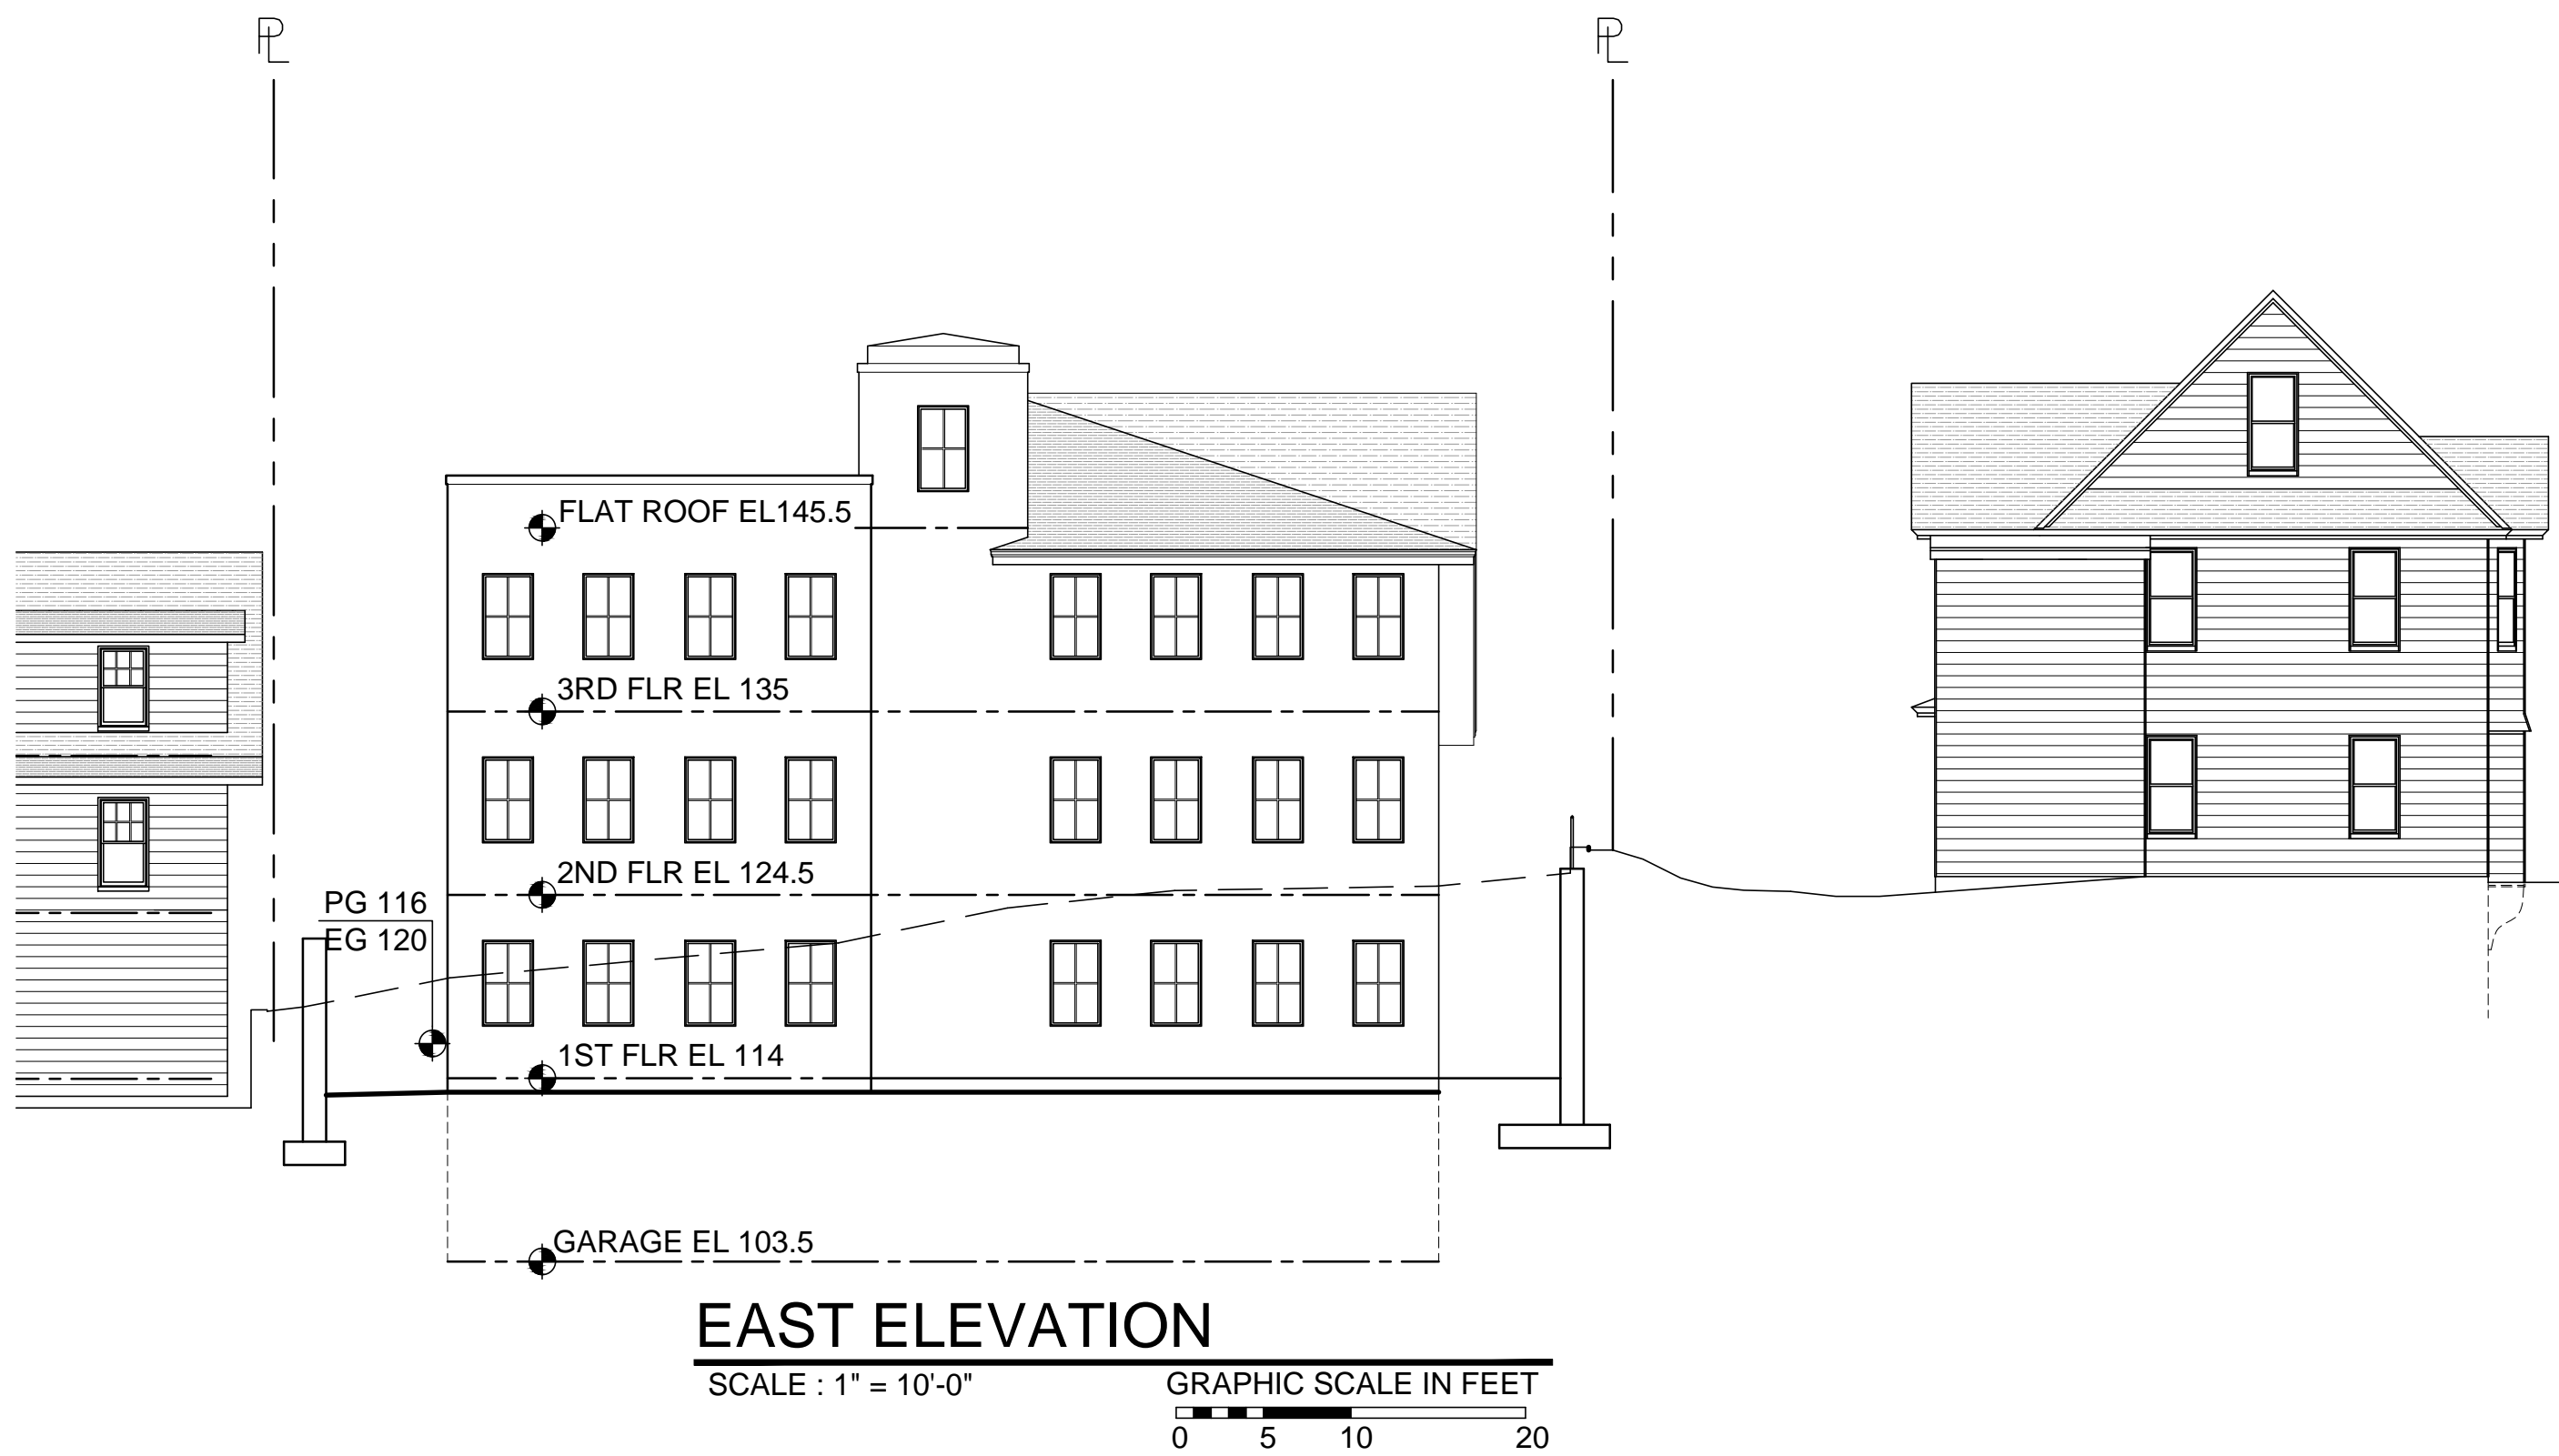 PL
PL
FLAT ROOF EL145.5
3RD FLR EL 135
2ND FLR EL 124.5
PG 116
EG 120
1ST FLR EL 114
GARAGE EL 103.5
EAST ELEVATION
SCALE : 1" = 10'-0"
GRAPHIC SCALE IN FEET
0 5 10 20